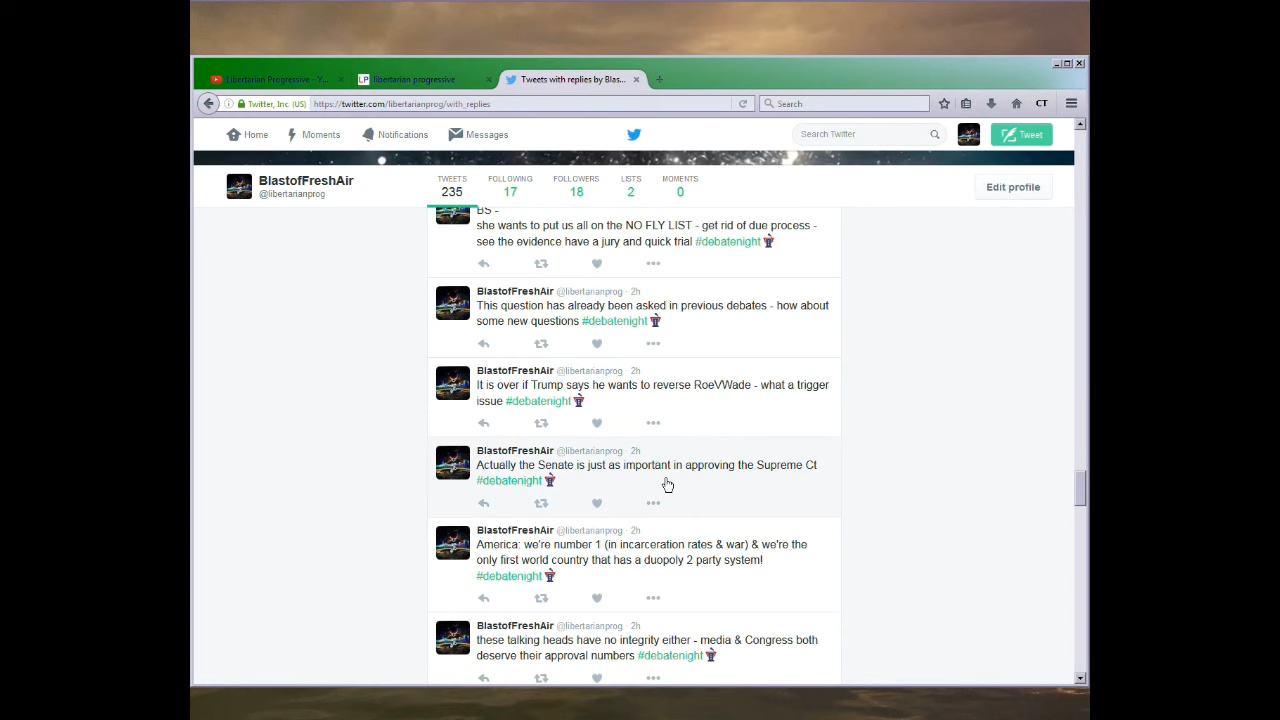 Libertarian Progressive - Y...
libertarian progressive
Tweets with replies by Blas...
Twitter, Inc. (US)
https://twitter.com/libertarianprog/with_replies
Search
CT
Home
Moments
Notifications
Messages
Search Twitter
Tweet
BlastofFreshAir
@libertarianprog
TWEETS
235
FOLLOWING
17
FOLLOWERS
18
LISTS
2
MOMENTS
0
Edit profile
BS -
she wants to put us all on the NO FLY LIST - get rid of due process -
see the evidence have a jury and quick trial #debatenight
BlastofFreshAir @libertarianprog · 2h
This question has already been asked in previous debates - how about
some new questions #debatenight
BlastofFreshAir @libertarianprog · 2h
It is over if Trump says he wants to reverse RoeVWade - what a trigger
issue #debatenight
BlastofFreshAir @libertarianprog · 2h
Actually the Senate is just as important in approving the Supreme Ct
#debatenight
BlastofFreshAir @libertarianprog · 2h
America: we're number 1 (in incarceration rates & war) & we're the
only first world country that has a duopoly 2 party system!
#debatenight
BlastofFreshAir @libertarianprog · 2h
these talking heads have no integrity either - media & Congress both
deserve their approval numbers #debatenight